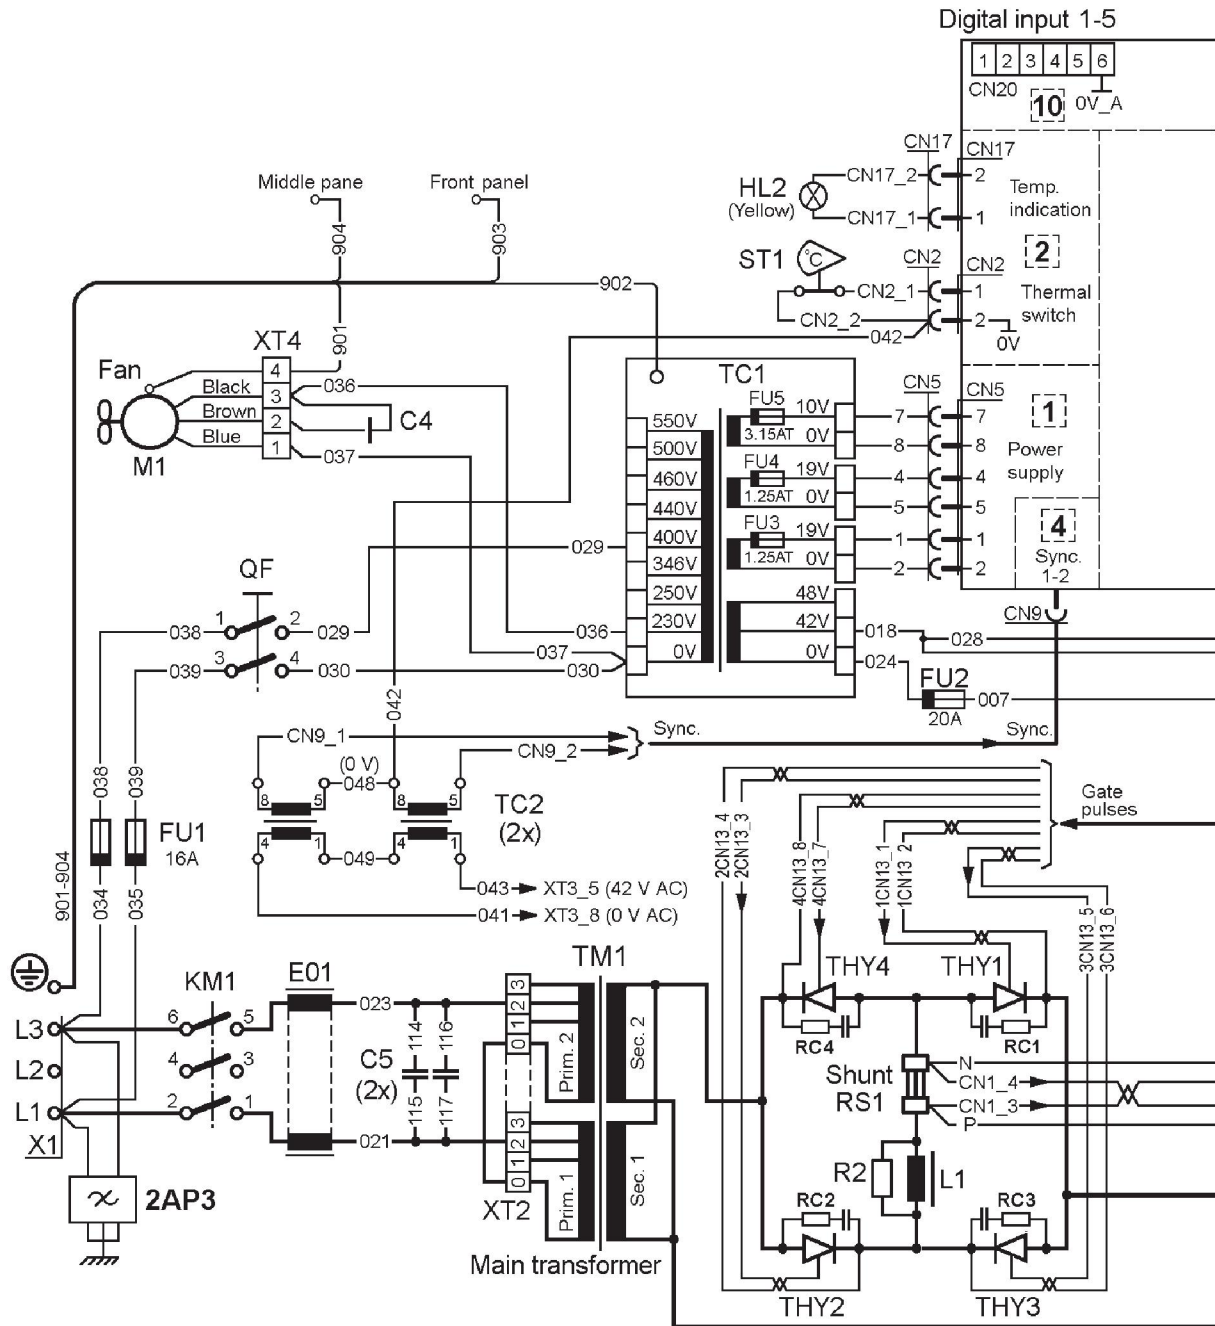 Digital input 1-5
1 2 3 4 5 6
CN20
10
0V_A
CN17
CN17
HL2
(Yellow)
CN17_2
2
CN17_1
1
Temp.
indication
2
ST1
°C
CN2
CN2
CN2_1
1
CN2_2
2
042
0V
Thermal
switch
Middle pane
Front panel
904
903
902
901
XT4
Fan
Black
Brown
Blue
M1
4
3
2
1
036
C4
037
TC1
550V
500V
460V
440V
400V
346V
250V
230V
0V
FU5
3.15AT
10V
0V
FU4
1.25AT
19V
0V
FU3
1.25AT
19V
0V
48V
42V
0V
CN5
CN5
7
7
8
8
4
4
5
5
1
1
2
2
1
Power
supply
4
Sync.
1-2
CN9
029
036
037
030
018
028
024
FU2
20A
007
QF
038
1
2
029
039
3
4
030
042
CN9_1
CN9_2
Sync.
Sync.
(0 V)
048
8
5
8
5
TC2
(2x)
4
1
4
1
049
043
XT3_5 (42 V AC)
041
XT3_8 (0 V AC)
901-904
038
039
FU1
16A
034
035
2CN13_4
2CN13_3
4CN13_8
4CN13_7
1CN13_1
1CN13_2
3CN13_5
3CN13_6
Gate
pulses
L3
L2
L1
X1
KM1
6
5
4
3
2
1
E01
023
021
C5
(2x)
114
116
115
117
2AP3
TM1
3
2
1
0
3
2
1
0
XT2
Prim. 2
Sec. 2
Prim. 1
Sec. 1
Main transformer
THY4
THY1
RC4
RC1
Shunt
RS1
N
CN1_4
CN1_3
P
R2
L1
RC2
RC3
THY2
THY3